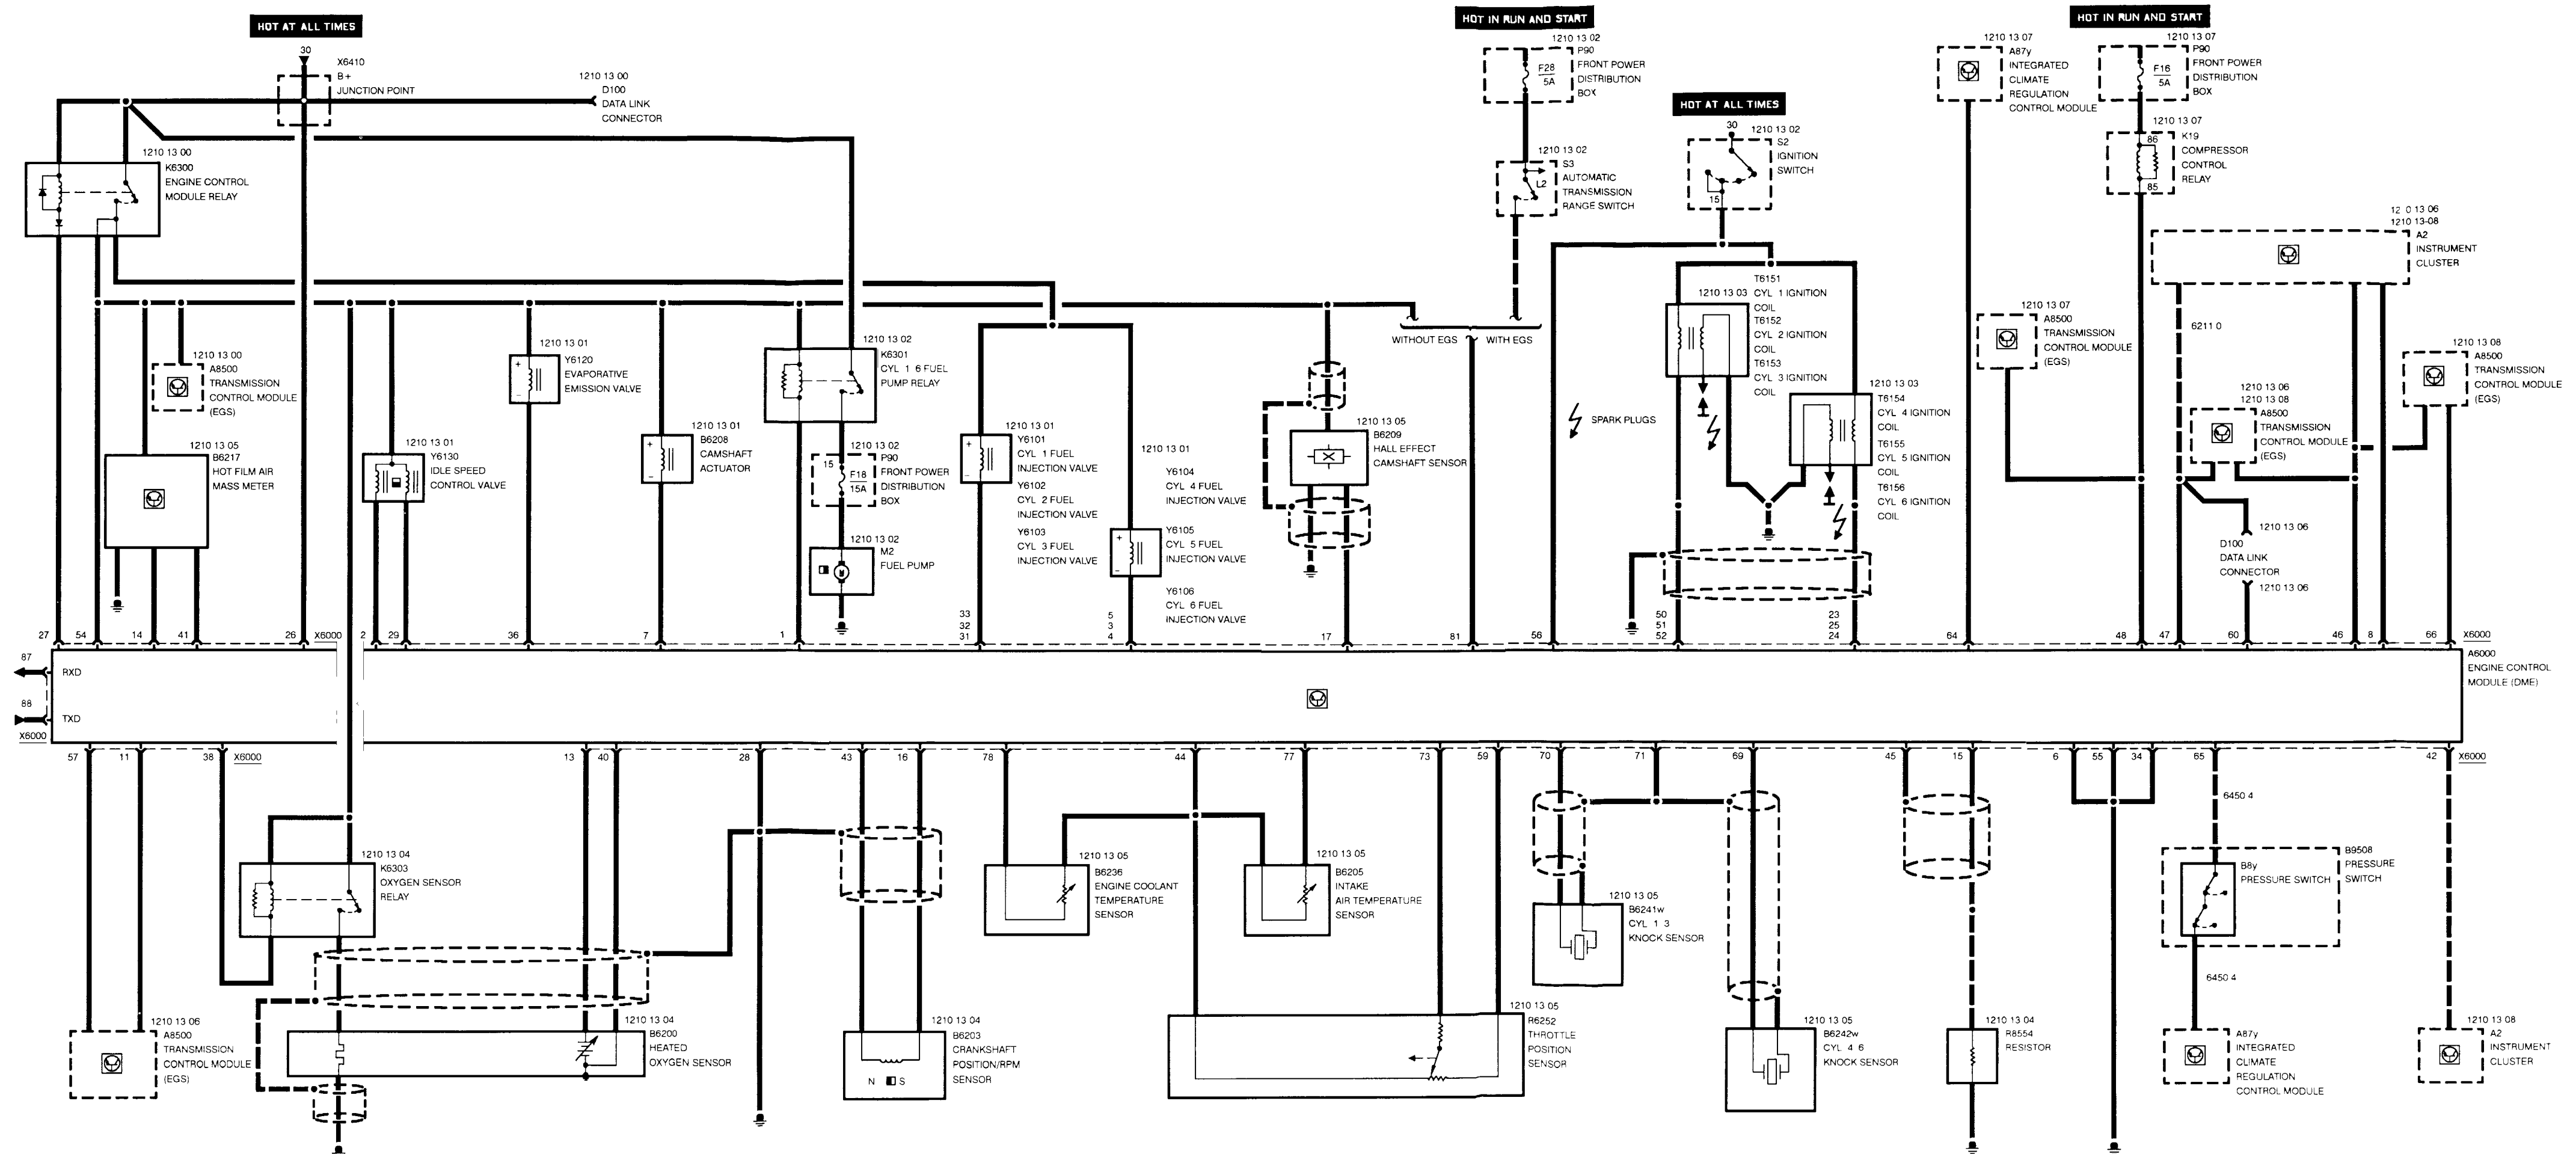 HOT AT ALL TIMES
30
X6410
B+
JUNCTION POINT
1210 13 00
D100
DATA LINK
CONNECTOR
1210 13 00
K6300
ENGINE CONTROL
MODULE RELAY
HOT IN RUN AND START
1210 13 02
P90
FRONT POWER
DISTRIBUTION
BOX
F28
5A
1210 13 02
S3
AUTOMATIC
TRANSMISSION
RANGE SWITCH
L2
HOT AT ALL TIMES
30
1210 13 02
S2
IGNITION
SWITCH
15
1210 13 07
A87y
INTEGRATED
CLIMATE
REGULATION
CONTROL MODULE
HOT IN RUN AND START
1210 13 07
P90
FRONT POWER
DISTRIBUTION
BOX
F16
5A
1210 13 07
K19
COMPRESSOR
CONTROL
RELAY
86
85
12 0 13 06
1210 13-08
A2
INSTRUMENT
CLUSTER
1210 13 00
A8500
TRANSMISSION
CONTROL MODULE
(EGS)
1210 13 05
B6217
HOT FILM AIR
MASS METER
1210 13 01
Y6130
IDLE SPEED
CONTROL VALVE
1210 13 01
Y6120
EVAPORATIVE
EMISSION VALVE
1210 13 01
B6208
CAMSHAFT
ACTUATOR
1210 13 02
K6301
CYL 1 6 FUEL
PUMP RELAY
1210 13 02
P90
FRONT POWER
DISTRIBUTION
BOX
15
F18
15A
1210 13 02
M2
FUEL PUMP
M
1210 13 01
Y6101
CYL 1 FUEL
INJECTION VALVE
Y6102
CYL 2 FUEL
INJECTION VALVE
Y6103
CYL 3 FUEL
INJECTION VALVE
1210 13 01
Y6104
CYL 4 FUEL
INJECTION VALVE
Y6105
CYL 5 FUEL
INJECTION VALVE
Y6106
CYL 6 FUEL
INJECTION VALVE
1210 13 05
B6209
HALL EFFECT
CAMSHAFT SENSOR
WITHOUT EGS
WITH EGS
SPARK PLUGS
1210 13 03
T6151
CYL 1 IGNITION
COIL
T6152
CYL 2 IGNITION
COIL
T6153
CYL 3 IGNITION
COIL
1210 13 03
T6154
CYL 4 IGNITION
COIL
T6155
CYL 5 IGNITION
COIL
T6156
CYL 6 IGNITION
COIL
1210 13 07
A8500
TRANSMISSION
CONTROL MODULE
(EGS)
6211 0
1210 13 06
1210 13 08
A8500
TRANSMISSION
CONTROL MODULE
(EGS)
1210 13 06
D100
DATA LINK
CONNECTOR
1210 13 06
1210 13 08
A8500
TRANSMISSION
CONTROL MODULE
(EGS)
27
54
14
41
26
X6000
2
29
36
7
1
33
32
31
5
3
4
17
81
56
50
51
52
23
25
24
64
48
47
60
46
8
66
X6000
A6000
ENGINE CONTROL
MODULE (DME)
87
RXD
88
TXD
X6000
57
11
38
X6000
13
40
28
43
16
78
44
77
73
59
70
71
69
45
15
6
55
34
65
42
X6000
1210 13 06
A8500
TRANSMISSION
CONTROL MODULE
(EGS)
1210 13 04
K6303
OXYGEN SENSOR
RELAY
1210 13 04
B6200
HEATED
OXYGEN SENSOR
1210 13 04
B6203
CRANKSHAFT
POSITION/RPM
SENSOR
N S
1210 13 05
B6236
ENGINE COOLANT
TEMPERATURE
SENSOR
1210 13 05
B6205
INTAKE
AIR TEMPERATURE
SENSOR
1210 13 05
R6252
THROTTLE
POSITION
SENSOR
1210 13 05
B6241w
CYL 1 3
KNOCK SENSOR
1210 13 05
B6242w
CYL 4 6
KNOCK SENSOR
1210 13 04
R8554
RESISTOR
6450 4
B9508
PRESSURE
SWITCH
B8y
PRESSURE SWITCH
6450 4
A87y
INTEGRATED
CLIMATE
REGULATION
CONTROL MODULE
1210 13 08
A2
INSTRUMENT
CLUSTER